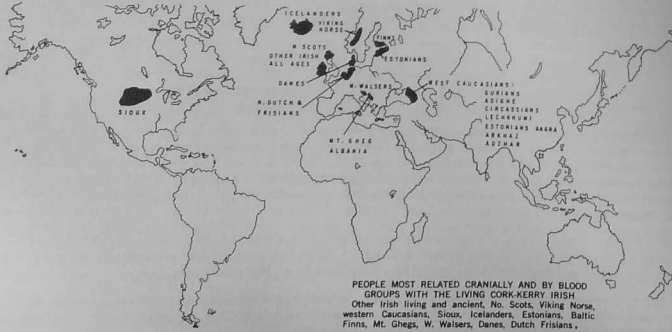 ICELANDERS
VIKING
NORSE
FINNS
N. SCOTS
OTHER IRISH
ALL AGES
ESTONIANS
DANES
W. WALSERS
WEST CAUCASIANS:
GURIANS
ADIGHE
CIRCASSIANS
LECHKHUMI
ESTONIANS GAGRA
ABKHAZ
ADZHAR
SIOUX
N. DUTCH &
FRISIANS
MT. GHEG
ALBANIA
PEOPLE MOST RELATED CRANIALLY AND BY BLOOD
GROUPS WITH THE LIVING CORK-KERRY IRISH
Other Irish living and ancient, No. Scots, Viking Norse,
western Caucasians, Sioux, Icelanders, Estonians, Baltic
Finns, Mt. Ghegs, W. Walsers, Danes, Dutch Frisians,